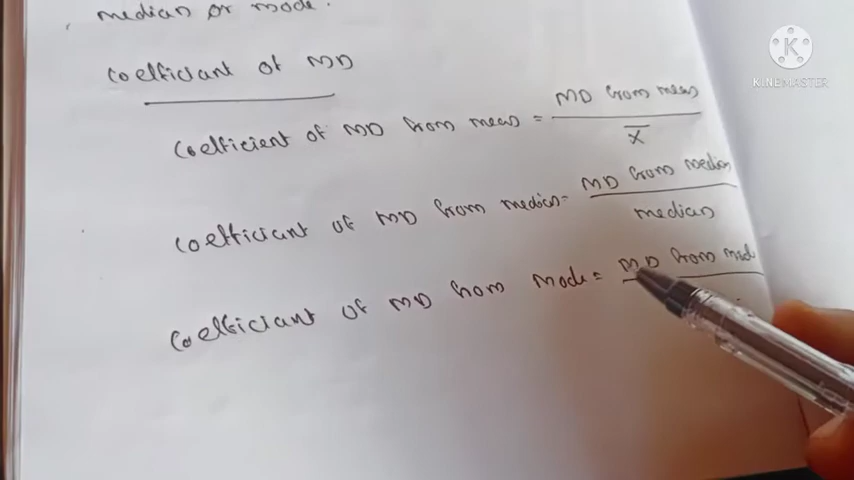 median or mode.
Coefficiant of MD
Coefficient of MD from mean = MD from mean
x̄
Coefficiant of MD from median = MD from median
median
Coefficiant of MD from Mode = MD from mode
K
KINEMASTER